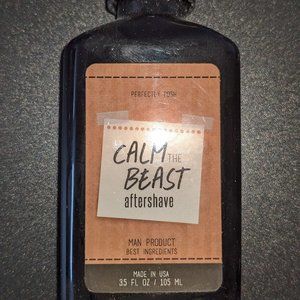 PERFECTLY POSH
CALM THE
BEAST
aftershave
MAN PRODUCT
BEST INGREDIENTS
MADE IN USA
3.5 FL OZ / 105 ML